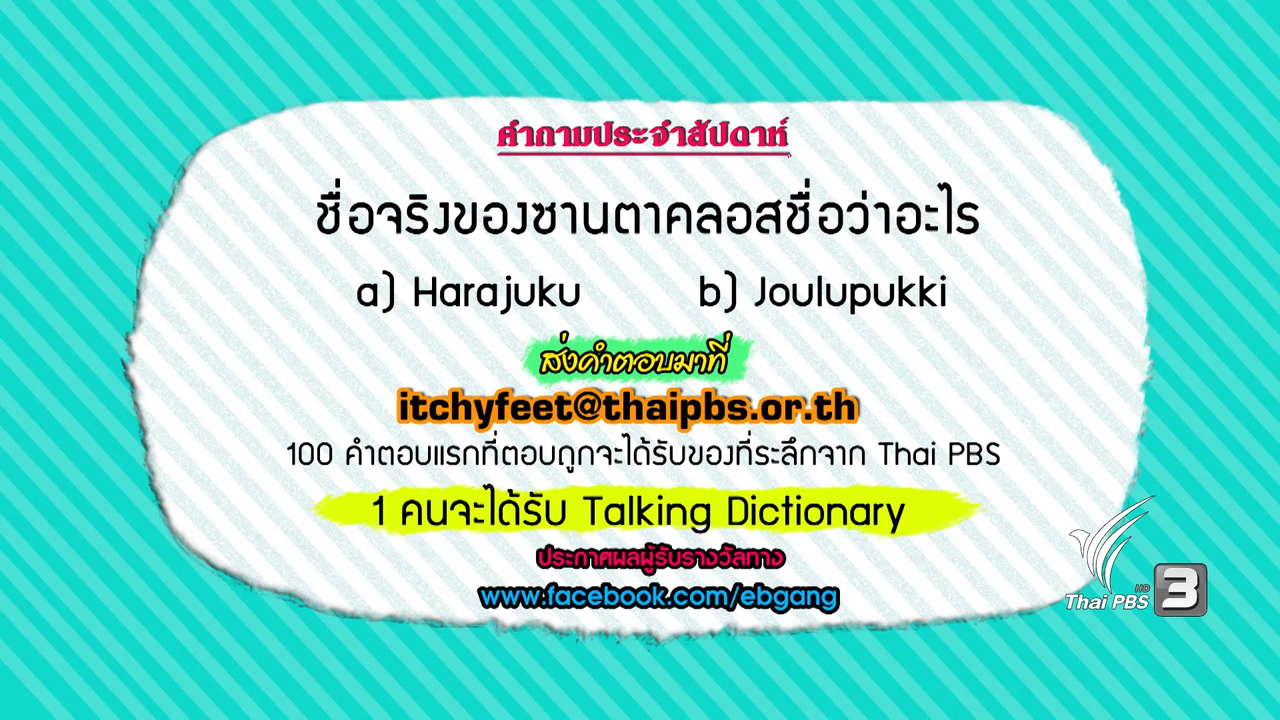 คำถามประจำสัปดาห์
ชื่อจริงของซานตาคลอสชื่อว่าอะไร
a) Harajuku b) Joulupukki
ส่งคำตอบมาที่
itchyfeet@thaipbs.or.th
100 คำตอบแรกที่ตอบถูกจะได้รับของที่ระลึกจาก Thai PBS
1 คนจะได้รับ Talking Dictionary
ประกาศผลผู้รับรางวัลทาง
www.facebook.com/ebgang
HD
Thai PBS 3